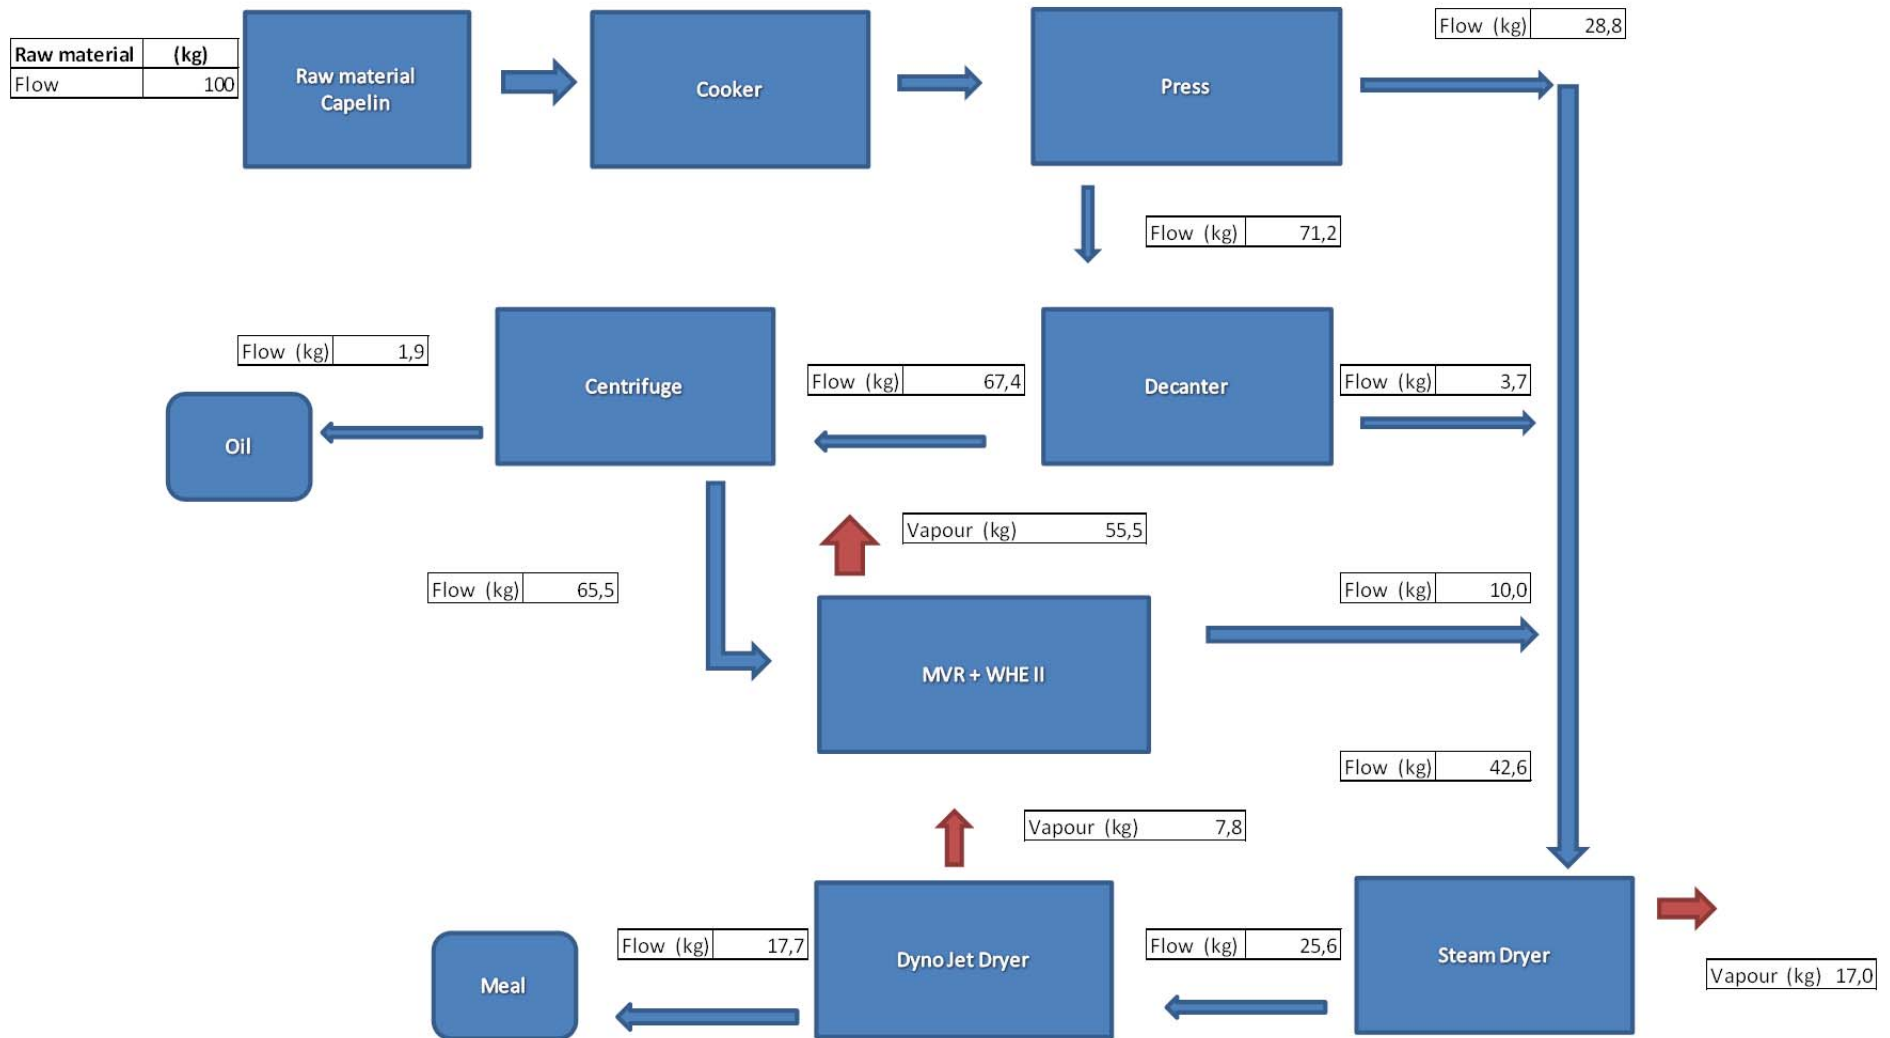 Flow (kg) 28,8
Raw material (kg)
Flow 100
Raw material
Capelin
Cooker
Press
Flow (kg) 71,2
Flow (kg) 1,9
Centrifuge
Flow (kg) 67,4
Decanter
Flow (kg) 3,7
Oil
Vapour (kg) 55,5
Flow (kg) 65,5
Flow (kg) 10,0
MVR + WHE II
Flow (kg) 42,6
Vapour (kg) 7,8
Flow (kg) 17,7
Dyno Jet Dryer
Flow (kg) 25,6
Steam Dryer
Meal
Vapour (kg) 17,0